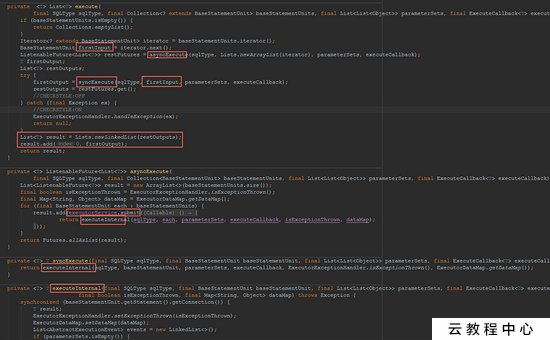 private <T> List<T> execute(
final SQLType sqlType, final Collection<? extends BaseStatementUnit> baseStatementUnits, final List<List<Object>> parameterSets, final ExecuteCallback<T> executeCallback)
if (baseStatementUnits.isEmpty()) {
return Collections.emptyList();
}
Iterator<? extends BaseStatementUnit> iterator = baseStatementUnits.iterator();
BaseStatementUnit firstInput = iterator.next();
ListenableFuture<List<T>> restFutures = asyncExecute(sqlType, Lists.newArrayList(iterator), parameterSets, executeCallback);
T firstOutput;
List<T> restOutputs;
try {
firstOutput = syncExecute(sqlType, firstInput, parameterSets, executeCallback);
restOutputs = restFutures.get();
//CHECKSTYLE:OFF
} catch (final Exception ex) {
//CHECKSTYLE:ON
ExecutorExceptionHandler.handleException(ex);
return null;
}
List<T> result = Lists.newLinkedList(restOutputs);
result.add( index: 0, firstOutput);
return result;
}
private <T> ListenableFuture<List<T>> asyncExecute(
final SQLType sqlType, final Collection<BaseStatementUnit> baseStatementUnits, final List<List<Object>> parameterSets, final ExecuteCallback<T> executeCallback) {
List<ListenableFuture<T>> result = new ArrayList<>(baseStatementUnits.size());
final boolean isExceptionThrown = ExecutorExceptionHandler.isExceptionThrown();
final Map<String, Object> dataMap = ExecutorDataMap.getDataMap();
for (final BaseStatementUnit each : baseStatementUnits) {
result.add(executorService.submit((Callable) () → {
return executeInternal(sqlType, each, parameterSets, executeCallback, isExceptionThrown, dataMap);
}));
}
return Futures.allAsList(result);
}
private <T> T syncExecute(final SQLType sqlType, final BaseStatementUnit baseStatementUnit, final List<List<Object>> parameterSets, final ExecuteCallback<T> executeCallback)
return executeInternal(sqlType, baseStatementUnit, parameterSets, executeCallback, ExecutorExceptionHandler.isExceptionThrown(), ExecutorDataMap.getDataMap());
}
private <T> T executeInternal(final SQLType sqlType, final BaseStatementUnit baseStatementUnit, final List<List<Object>> parameterSets, final ExecuteCallback<T> executeCallback,
final boolean isExceptionThrown, final Map<String, Object> dataMap) throws Exception {
synchronized (baseStatementUnit.getStatement().getConnection()) {
T result;
ExecutorExceptionHandler.setExceptionThrown(isExceptionThrown);
ExecutorDataMap.setDataMap(dataMap);
List<AbstractExecutionEvent> events = new LinkedList<>();
if (parameterSets.isEmpty()) {
云教程中心